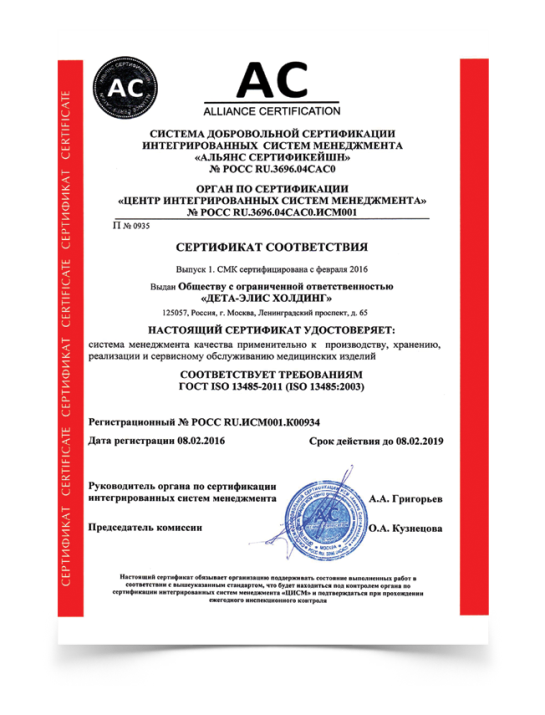 AC
ALLIANCE CERTIFICATION
AC
СИСТЕМА ДОБРОВОЛЬНОЙ СЕРТИФИКАЦИИ
ИНТЕГРИРОВАННЫХ СИСТЕМ МЕНЕДЖМЕНТА
«АЛЬЯНС СЕРТИФИКЕЙШН»
№ РОСС RU.3696.04САС0
ОРГАН ПО СЕРТИФИКАЦИИ
«ЦЕНТР ИНТЕГРИРОВАННЫХ СИСТЕМ МЕНЕДЖМЕНТА»
№ РОСС RU.3696.04САС0.ИСМ001
П № 0935
СЕРТИФИКАТ СООТВЕТСТВИЯ
Выпуск 1. СМК сертифицирована с февраля 2016
Выдан Обществу с ограниченной ответственностью
«ДЕТА-ЭЛИС ХОЛДИНГ»
125057, Россия, г. Москва, Ленинградский проспект, д. 65
НАСТОЯЩИЙ СЕРТИФИКАТ УДОСТОВЕРЯЕТ:
система менеджмента качества применительно к производству, хранению,
реализации и сервисному обслуживанию медицинских изделий
СООТВЕТСТВУЕТ ТРЕБОВАНИЯМ
ГОСТ ISO 13485-2011 (ISO 13485:2003)
Регистрационный № РОСС RU.ИСМ001.К00934
Дата регистрации 08.02.2016 Срок действия до 08.02.2019
Руководитель органа по сертификации
интегрированных систем менеджмента А.А. Григорьев
Председатель комиссии О.А. Кузнецова
АС
МОСКВА
Настоящий сертификат обязывает организацию поддерживать состояние выполненных работ в
соответствии с вышеуказанным стандартом, что будет находиться под контролем органа по
сертификации интегрированных систем менеджмента «ЦИСМ» и подтверждаться при прохождении
ежегодного инспекционного контроля
СЕРТИФИКАТ CERTIFICATE СЕРТИФИКАТ CERTIFICATE СЕРТИФИКАТ CERTIFICATE